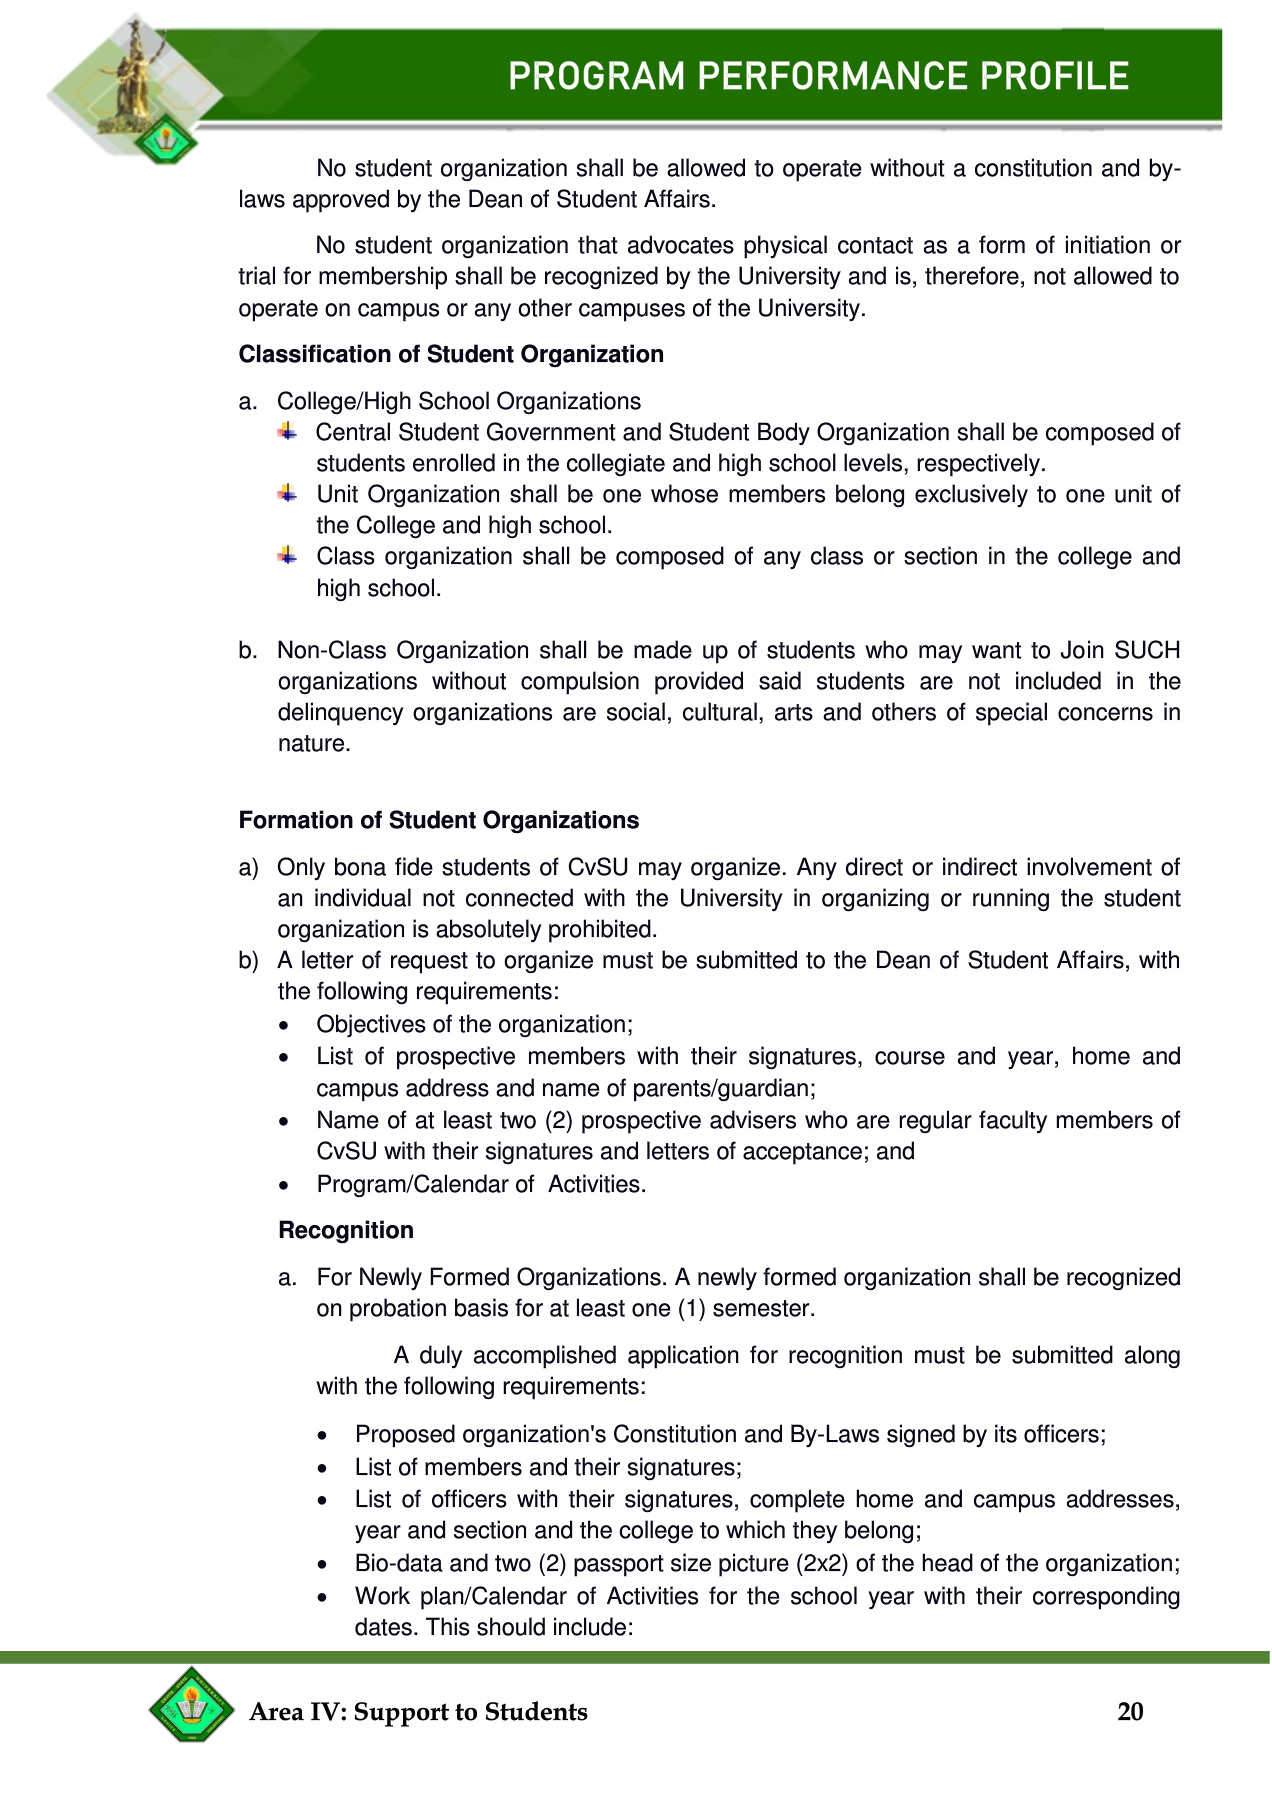 PROGRAM PERFORMANCE PROFILE
No student organization shall be allowed to operate without a constitution and by-
laws approved by the Dean of Student Affairs.
No student organization that advocates physical contact as a form of initiation or
trial for membership shall be recognized by the University and is, therefore, not allowed to
operate on campus or any other campuses of the University.
Classification of Student Organization
a. College/High School Organizations
Central Student Government and Student Body Organization shall be composed of
students enrolled in the collegiate and high school levels, respectively.
Unit Organization shall be one whose members belong exclusively to one unit of
the College and high school.
Class organization shall be composed of any class or section in the college and
high school.
b. Non-Class Organization shall be made up of students who may want to Join SUCH
organizations without compulsion provided said students are not included in the
delinquency organizations are social, cultural, arts and others of special concerns in
nature.
Formation of Student Organizations
a) Only bona fide students of CvSU may organize. Any direct or indirect involvement of
an individual not connected with the University in organizing or running the student
organization is absolutely prohibited.
b) A letter of request to organize must be submitted to the Dean of Student Affairs, with
the following requirements:
• Objectives of the organization;
• List of prospective members with their signatures, course and year, home and
campus address and name of parents/guardian;
• Name of at least two (2) prospective advisers who are regular faculty members of
CvSU with their signatures and letters of acceptance; and
• Program/Calendar of Activities.
Recognition
a. For Newly Formed Organizations. A newly formed organization shall be recognized
on probation basis for at least one (1) semester.
A duly accomplished application for recognition must be submitted along
with the following requirements:
• Proposed organization's Constitution and By-Laws signed by its officers;
• List of members and their signatures;
• List of officers with their signatures, complete home and campus addresses,
year and section and the college to which they belong;
• Bio-data and two (2) passport size picture (2x2) of the head of the organization;
• Work plan/Calendar of Activities for the school year with their corresponding
dates. This should include:
Area IV: Support to Students 20